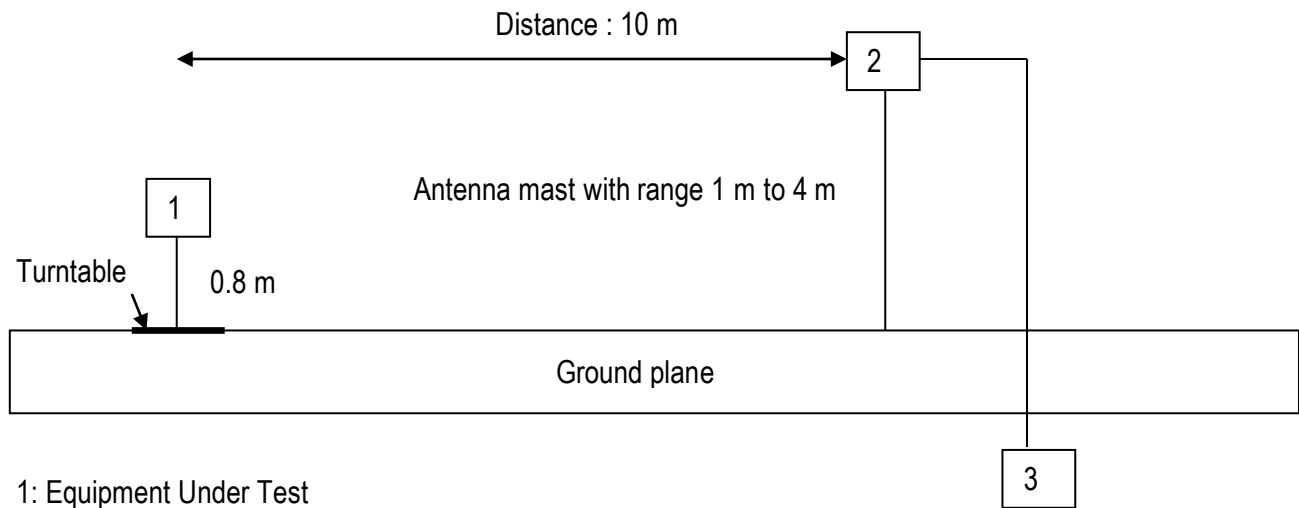 Distance : 10 m
2
Antenna mast with range 1 m to 4 m
1
Turntable
0.8 m
Ground plane
3
1: Equipment Under Test